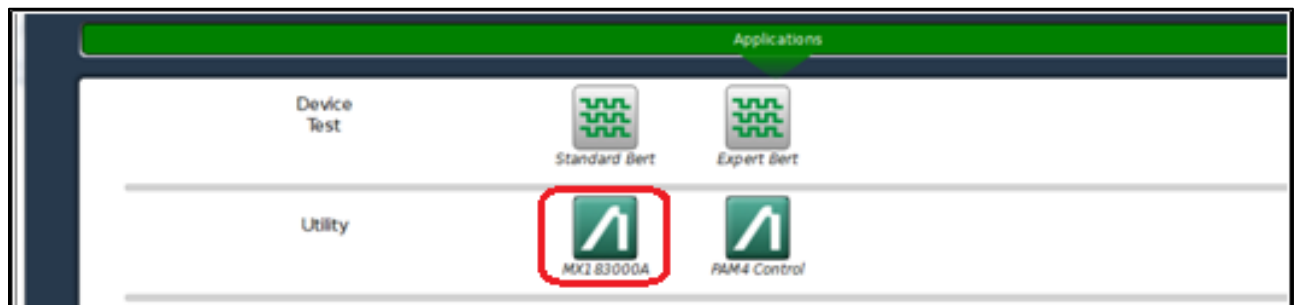 Applications
Device
Test
Standard Bert
Expert Bert
Utility
MX183000A
PAM4 Control